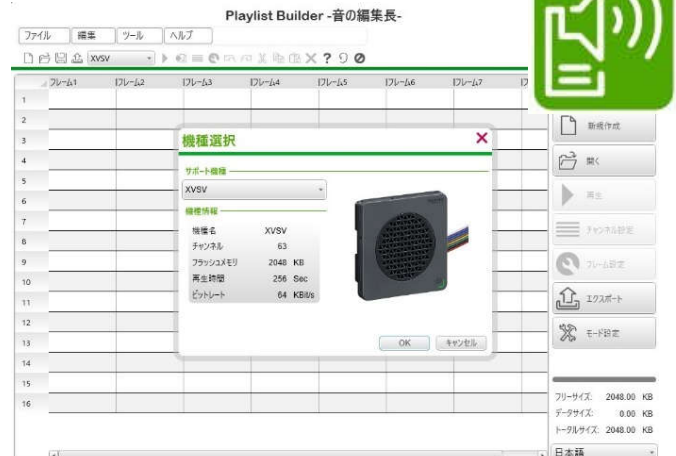 Playlist Builder -音の編集長-
ファイル 編集 ツール ヘルプ
XVSV
フレーム1 フレーム2 フレーム3 フレーム4 フレーム5 フレーム6 フレーム7
1
2
3
4
5
6
7
8
9
10
11
12
13
14
15
16
機種選択
サポート機種
XVSV
機種情報
機種名 XVSV
チャンネル 63
フラッシュメモリ 2048 KB
再生時間 256 Sec
ビットレート 64 KBit/s
OK キャンセル
新規作成
開く
再生
チャンネル設定
フレーム設定
エクスポート
モード設定
フリーサイズ: 2048.00 KB
データサイズ: 0.00 KB
トータルサイズ: 2048.00 KB
日本語